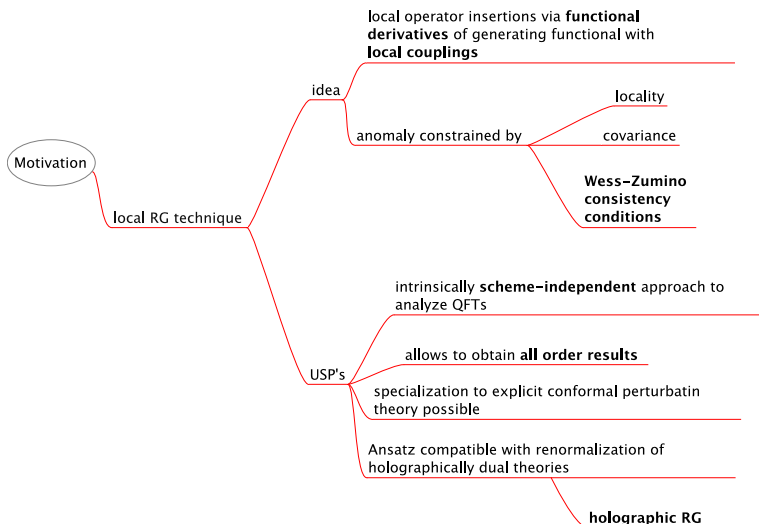 Motivation
local RG technique
idea
local operator insertions via functional
derivatives of generating functional with
local couplings
anomaly constrained by
locality
covariance
Wess-Zumino
consistency
conditions
USP's
intrinsically scheme-independent approach to
analyze QFTs
allows to obtain all order results
specialization to explicit conformal perturbatin
theory possible
Ansatz compatible with renormalization of
holographically dual theories
holographic RG